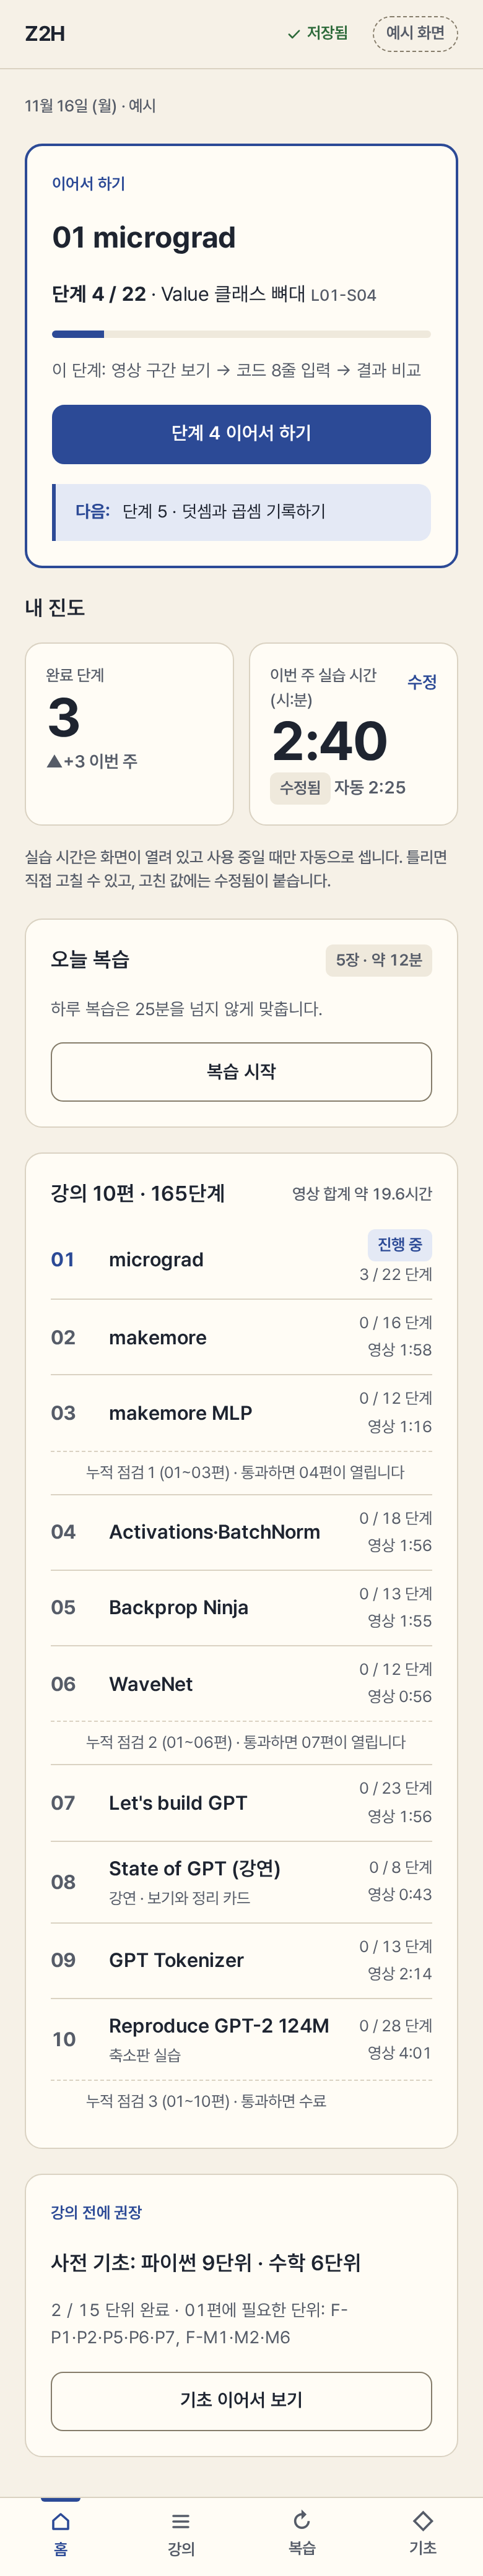 Z2H
✓ 저장됨
예시 화면
11월 16일 (월) · 예시
이어서 하기
01 micrograd
단계 4 / 22 · Value 클래스 뼈대 L01-S04
이 단계: 영상 구간 보기 → 코드 8줄 입력 → 결과 비교
단계 4 이어서 하기
다음: 단계 5 · 덧셈과 곱셈 기록하기
내 진도
완료 단계
3
▲+3 이번 주
이번 주 실습 시간
(시:분)
수정
2:40
수정됨 자동 2:25
실습 시간은 화면이 열려 있고 사용 중일 때만 자동으로 셉니다. 틀리면
직접 고칠 수 있고, 고친 값에는 수정됨이 붙습니다.
오늘 복습
5장 · 약 12분
하루 복습은 25분을 넘지 않게 맞춥니다.
복습 시작
강의 10편 · 165단계
영상 합계 약 19.6시간
01 micrograd
진행 중
3 / 22 단계
02 makemore
0 / 16 단계
영상 1:58
03 makemore MLP
0 / 12 단계
영상 1:16
누적 점검 1 (01~03편) · 통과하면 04편이 열립니다
04 Activations·BatchNorm
0 / 18 단계
영상 1:56
05 Backprop Ninja
0 / 13 단계
영상 1:55
06 WaveNet
0 / 12 단계
영상 0:56
누적 점검 2 (01~06편) · 통과하면 07편이 열립니다
07 Let's build GPT
0 / 23 단계
영상 1:56
08 State of GPT (강연)
강연 · 보기와 정리 카드
0 / 8 단계
영상 0:43
09 GPT Tokenizer
0 / 13 단계
영상 2:14
10 Reproduce GPT-2 124M
축소판 실습
0 / 28 단계
영상 4:01
누적 점검 3 (01~10편) · 통과하면 수료
강의 전에 권장
사전 기초: 파이썬 9단위 · 수학 6단위
2 / 15 단위 완료 · 01편에 필요한 단위: F-
P1·P2·P5·P6·P7, F-M1·M2·M6
기초 이어서 보기
홈
강의
복습
기초